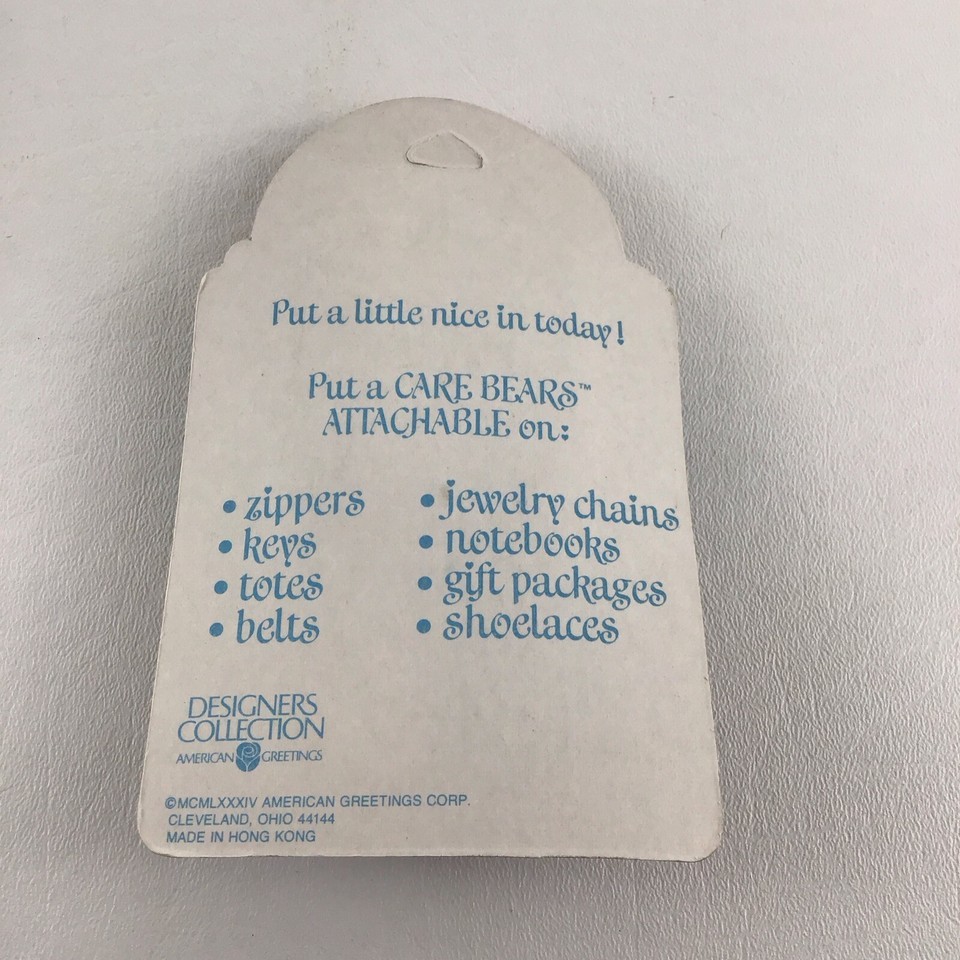 Put a little nice in today!
Put a CARE BEARS™
ATTACHABLE on:
• zippers
• keys
• totes
• belts
• jewelry chains
• notebooks
• gift packages
• shoelaces
DESIGNERS
COLLECTION
AMERICAN GREETINGS
©MCMLXXXIV AMERICAN GREETINGS CORP.
CLEVELAND, OHIO 44144
MADE IN HONG KONG